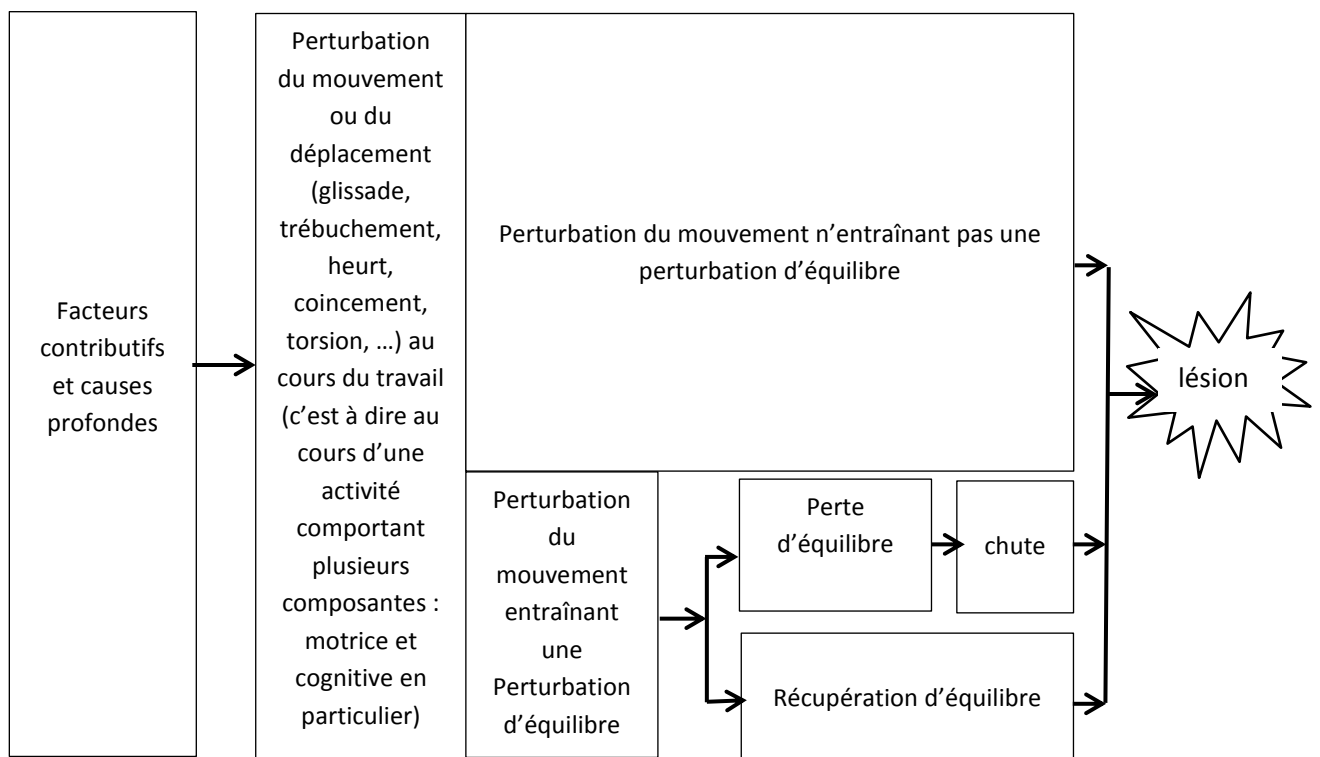 Facteurs
contributifs
et causes
profondes
Perturbation
du mouvement
ou du
déplacement
(glissade,
trébuchement,
heurt,
coincement,
torsion, …) au
cours du travail
(c’est à dire au
cours d’une
activité
comportant
plusieurs
composantes :
motrice et
cognitive en
particulier)
Perturbation du mouvement n’entraînant pas une
perturbation d’équilibre
Perturbation
du
mouvement
entraînant
une
Perturbation
d’équilibre
Perte
d’équilibre
chute
Récupération d’équilibre
lésion